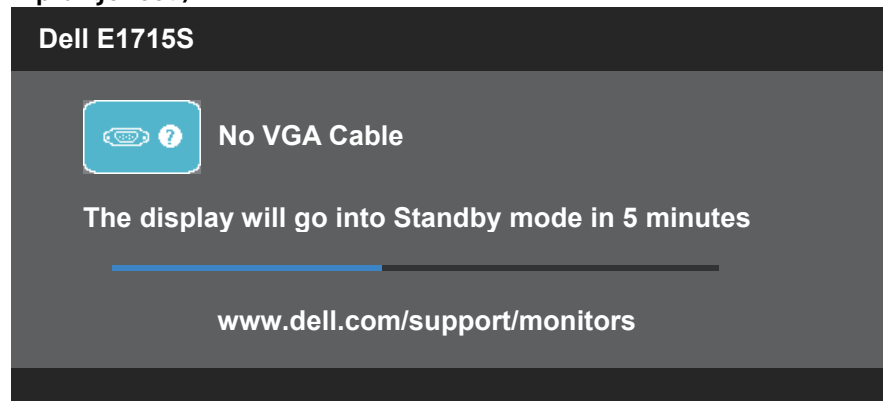 Dell E1715S
No VGA Cable
The display will go into Standby mode in 5 minutes
www.dell.com/support/monitors